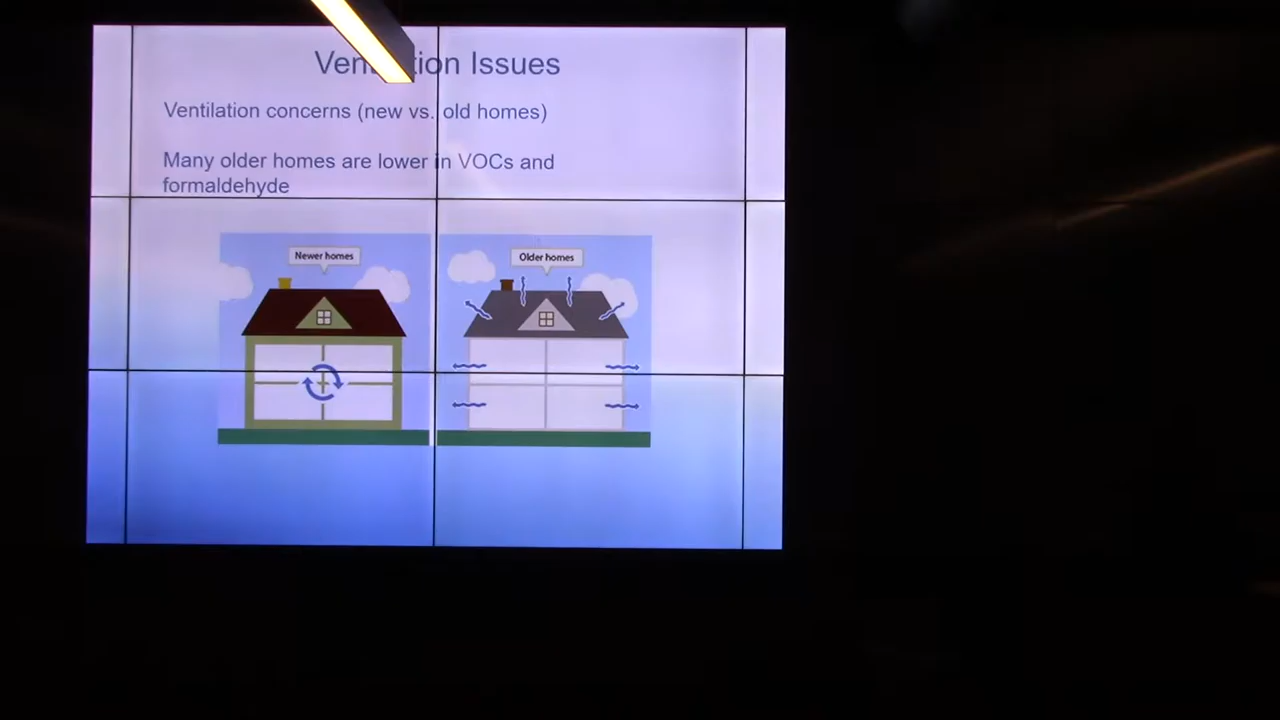 Ventilation Issues
Ventilation concerns (new vs. old homes)
Many older homes are lower in VOCs and
formaldehyde
Newer homes
Older homes